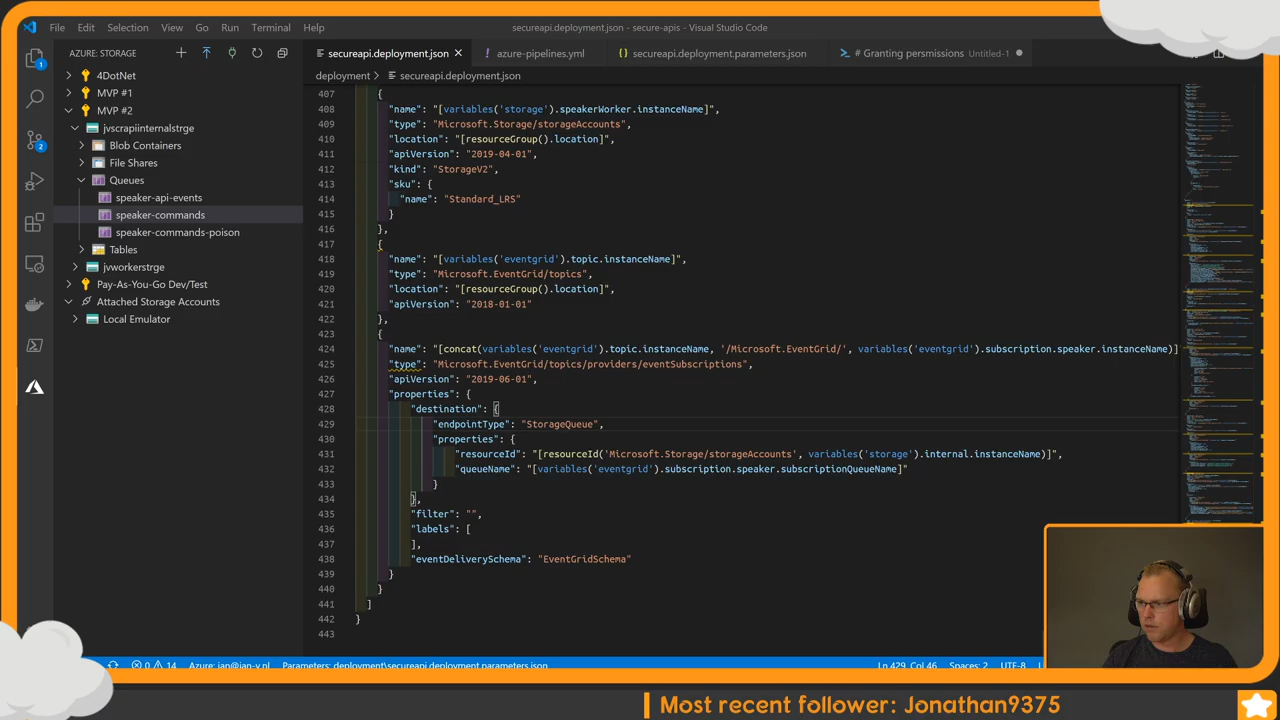 File Edit Selection View Go Run Terminal Help
secureapi.deployment.json - secure-apis - Visual Studio Code
AZURE: STORAGE
secureapi.deployment.json
azure-pipelines.yml
secureapi.deployment.parameters.json
# Granting persmissions Untitled-1
deployment > secureapi.deployment.json
4DotNet
MVP #1
MVP #2
jvscrapiinternalstrge
Blob Containers
File Shares
Queues
speaker-api-events
speaker-commands
speaker-commands-poison
Tables
jvworkerstrge
Pay-As-You-Go Dev/Test
Attached Storage Accounts
Local Emulator
407 {
408 "name": "[variables('storage').speakerWorker.instanceName]",
409 "type": "Microsoft.Storage/storageAccounts",
410 "location": "[resourceGroup().location]",
411 "apiVersion": "2019-04-01",
412 "kind": "StorageV2",
413 "sku": {
414 "name": "Standard_LRS"
415 }
416 },
417 {
418 "name": "[variables('eventgrid').topic.instanceName]",
419 "type": "Microsoft.EventGrid/topics",
420 "location": "[resourceGroup().location]",
421 "apiVersion": "2018-01-01"
422 },
423 {
424 "name": "[concat(variables('eventgrid').topic.instanceName, '/Microsoft.EventGrid/', variables('eventgrid').subscription.speaker.instanceName)]
425 "type": "Microsoft.EventGrid/topics/providers/eventSubscriptions",
426 "apiVersion": "2019-06-01",
427 "properties": {
428 "destination": {
429 "endpointType": "StorageQueue",
430 "properties": {
431 "resourceId": "[resourceId('Microsoft.Storage/storageAccounts', variables('storage').internal.instanceName)]",
432 "queueName": "[variables('eventgrid').subscription.speaker.subscriptionQueueName]"
433 }
434 },
435 "filter": "",
436 "labels": [
437 ],
438 "eventDeliverySchema": "EventGridSchema"
439 }
440 }
441 ]
442 }
443
0 14 Azure: jan@jan-v.nl Parameters: deployment\secureapi.deployment.parameters.json Ln 429, Col 46 Spaces: 2 UTF-8
Most recent follower: Jonathan9375